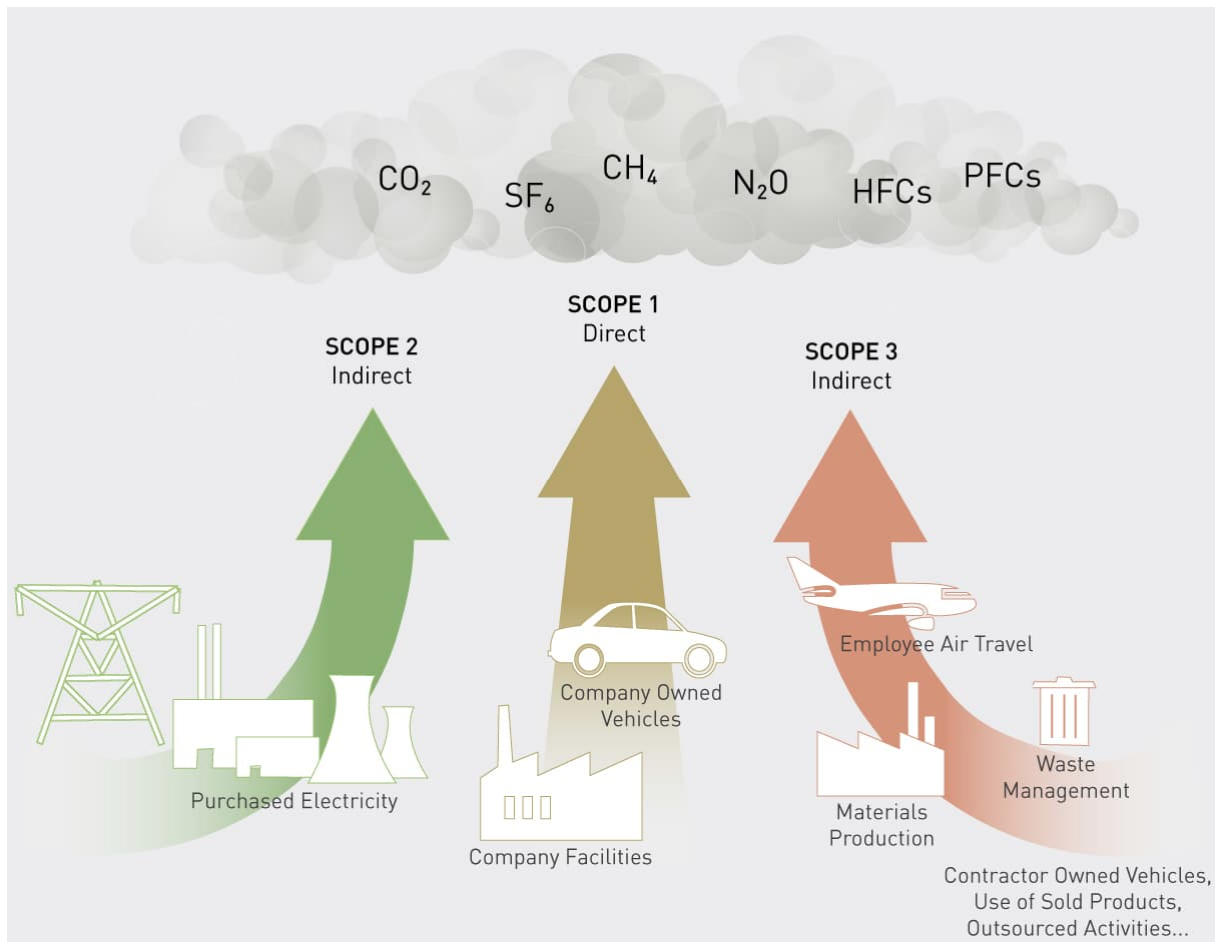 CO₂
SF₆
CH₄
N₂O
HFCs
PFCs
SCOPE 1
Direct
SCOPE 2
Indirect
SCOPE 3
Indirect
Employee Air Travel
Company Owned
Vehicles
Waste
Management
Purchased Electricity
Materials
Production
Company Facilities
Contractor Owned Vehicles,
Use of Sold Products,
Outsourced Activities...